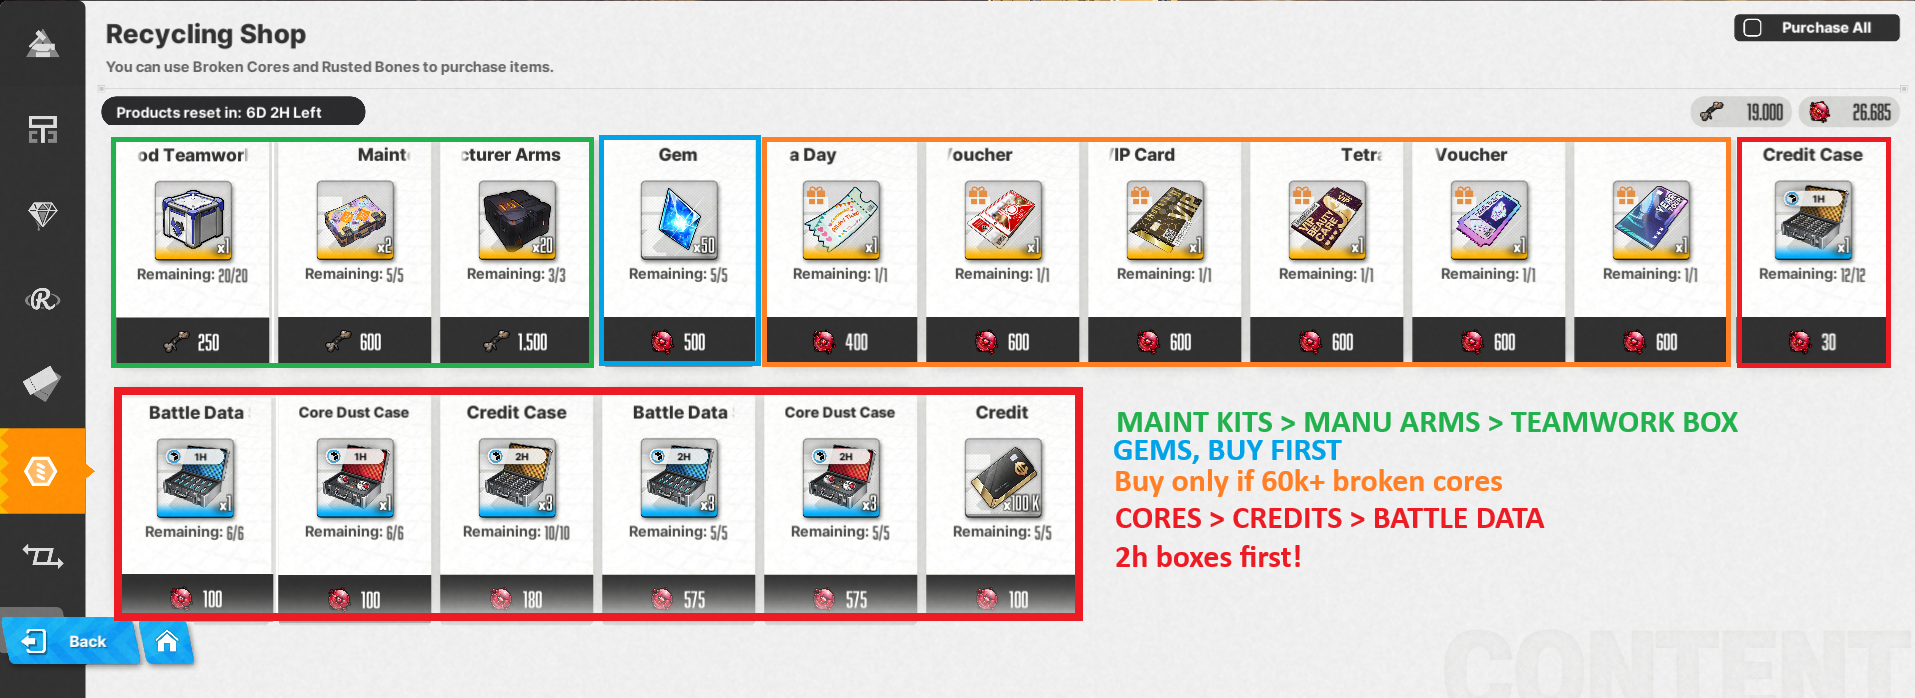 Recycling Shop
Purchase All
You can use Broken Cores and Rusted Bones to purchase items.
Products reset in: 6D 2H Left
19.000 26.685
od Teamwor Maint cturer Arms Gem a Day oucher IP Card Tetra Voucher Credit Case
1H
x1 x2 x20 x50 x1 x1 x1 x1 x1 x1 x1
Remaining: 20/20 Remaining: 5/5 Remaining: 3/3 Remaining: 5/5 Remaining: 1/1 Remaining: 1/1 Remaining: 1/1 Remaining: 1/1 Remaining: 1/1 Remaining: 1/1 Remaining: 12/12
250 600 1.500 500 400 600 600 600 600 600 30
Battle Data Core Dust Case Credit Case Battle Data Core Dust Case Credit
1H 1H 2H 2H 2H
x1 x1 x3 x3 x3 x100 K
Remaining: 6/6 Remaining: 6/6 Remaining: 10/10 Remaining: 5/5 Remaining: 5/5 Remaining: 5/5
100 100 180 575 575 100
MAINT KITS > MANU ARMS > TEAMWORK BOX
GEMS, BUY FIRST
Buy only if 60k+ broken cores
CORES > CREDITS > BATTLE DATA
2h boxes first!
Back
CONTENT